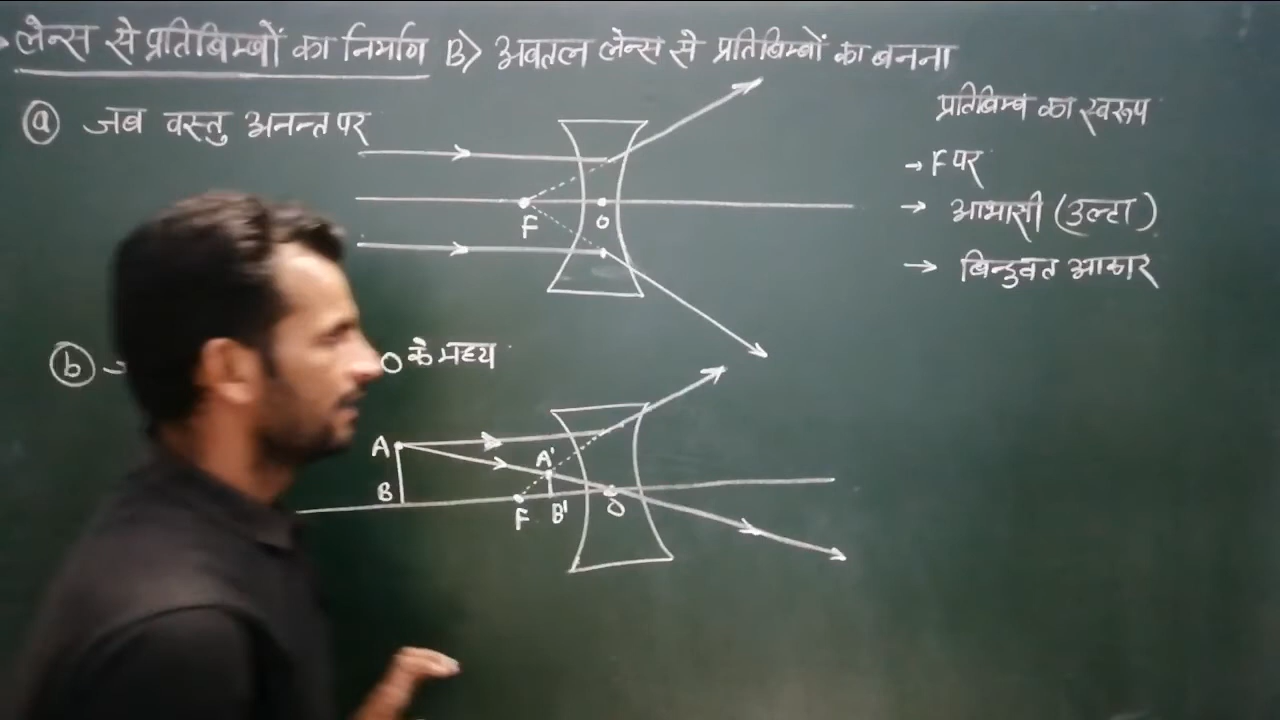 लेन्स से प्रतिबिम्बों का निर्माण B> अवतल लेन्स से प्रतिबिम्बों का बनना
प्रतिबिम्ब का स्वरूप
ⓐ जब वस्तु अनन्त पर
→ F पर
F O
→ आभासी (उल्टा)
→ बिन्दुवत आकार
ⓑ O के मध्य
A A'
B F B' O